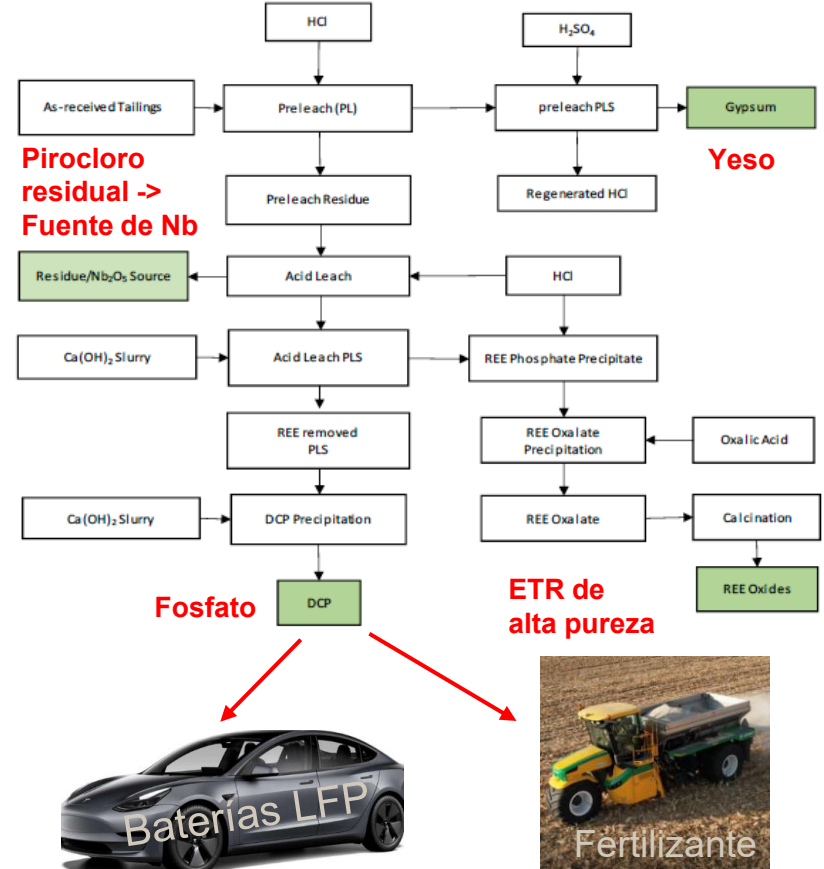 HCl
H₂SO₄
As-received Tailings
Preleach (PL)
preleach PLS
Gypsum
Pirocloro
residual ->
Fuente de Nb
Yeso
Preleach Residue
Regenerated HCl
Residue/Nb₂O₅ Source
Acid Leach
HCl
Ca(OH)₂ Slurry
Acid Leach PLS
REE Phosphate Precipitate
REE removed
PLS
REE Oxalate
Precipitation
Oxalic Acid
Ca(OH)₂ Slurry
DCP Precipitation
REE Oxalate
Calcination
Fosfato
DCP
ETR de
alta pureza
REE Oxides
Baterías LFP
Fertilizante